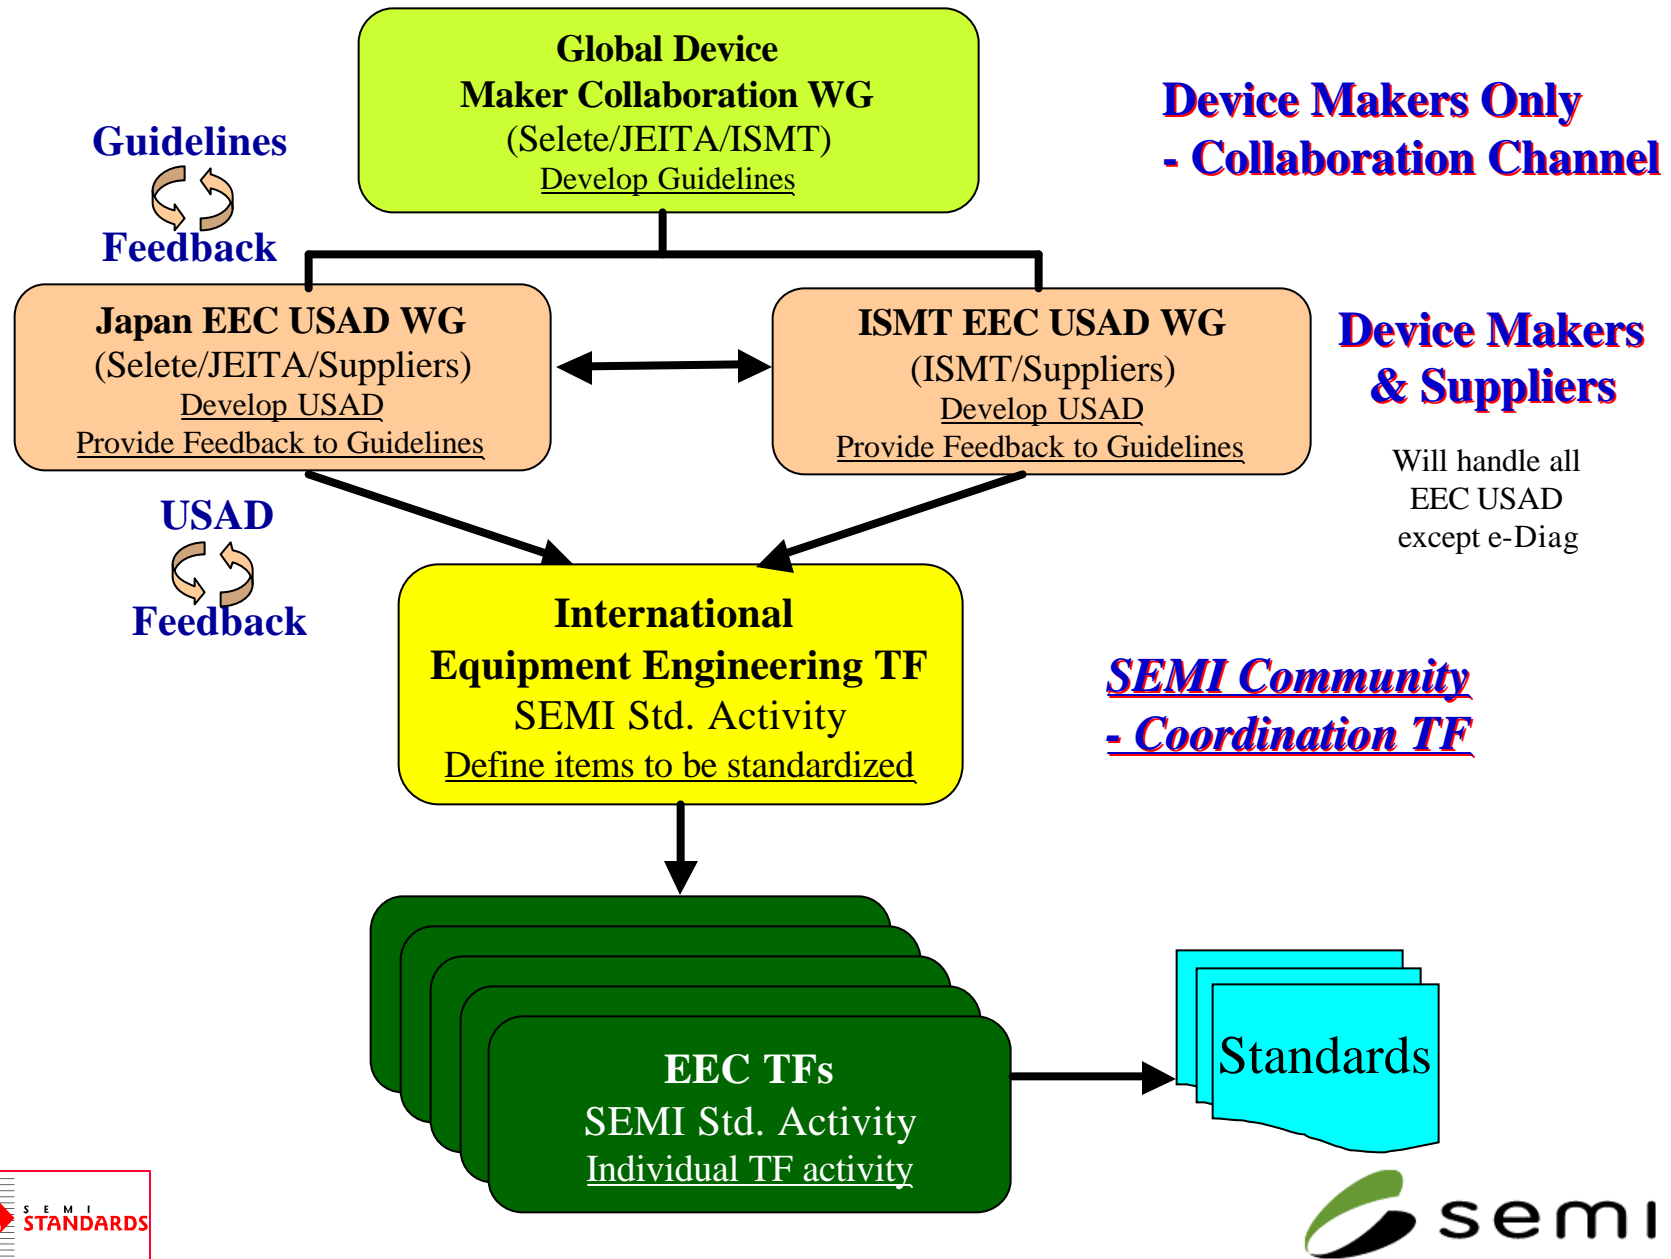 Global Device
Maker Collaboration WG
(Selete/JEITA/ISMT)
Develop Guidelines
Device Makers Only
- Collaboration Channel
Guidelines
Feedback
Japan EEC USAD WG
(Selete/JEITA/Suppliers)
Develop USAD
Provide Feedback to Guidelines
ISMT EEC USAD WG
(ISMT/Suppliers)
Develop USAD
Provide Feedback to Guidelines
Device Makers
& Suppliers
Will handle all
EEC USAD
except e-Diag
USAD
Feedback
International
Equipment Engineering TF
SEMI Std. Activity
Define items to be standardized
SEMI Community
- Coordination TF
EEC TFs
SEMI Std. Activity
Individual TF activity
Standards
SEMI
STANDARDS
semi